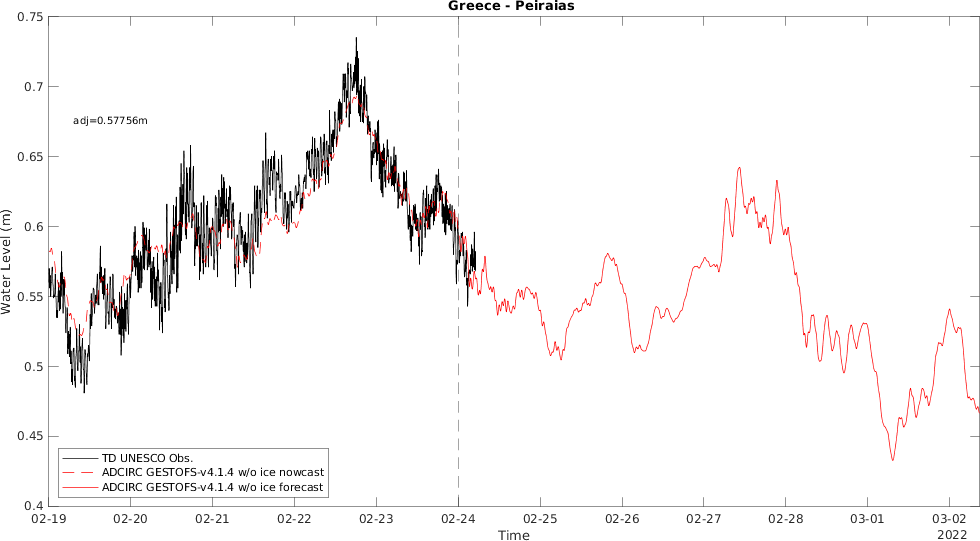 Greece - Peiraias
0.75
0.7
0.65
0.6
0.55
0.5
0.45
0.4
Water Level (m)
adj=0.57756m
TD UNESCO Obs.
ADCIRC GESTOFS-v4.1.4 w/o ice nowcast
ADCIRC GESTOFS-v4.1.4 w/o ice forecast
02-19 02-20 02-21 02-22 02-23 02-24 02-25 02-26 02-27 02-28 03-01 03-02
Time
2022